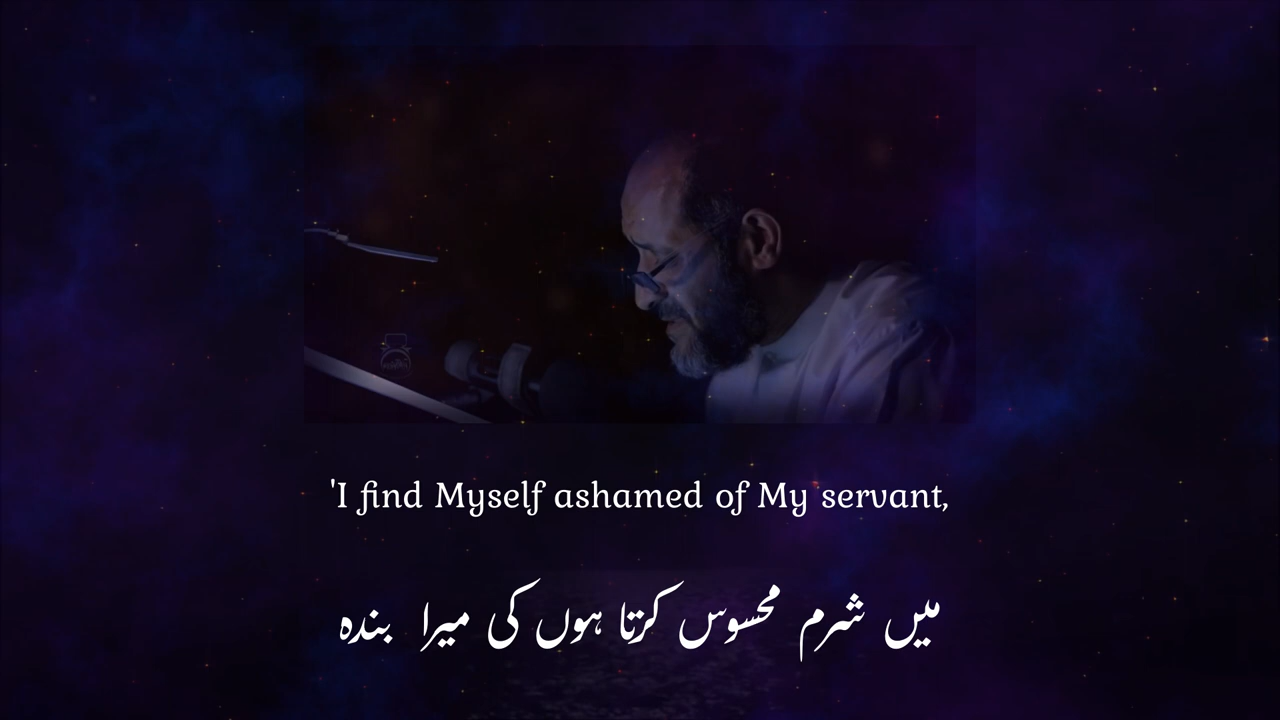 'I find Myself ashamed of My servant,
میں شرم محسوس کرتا ہوں کی میرا بندہ